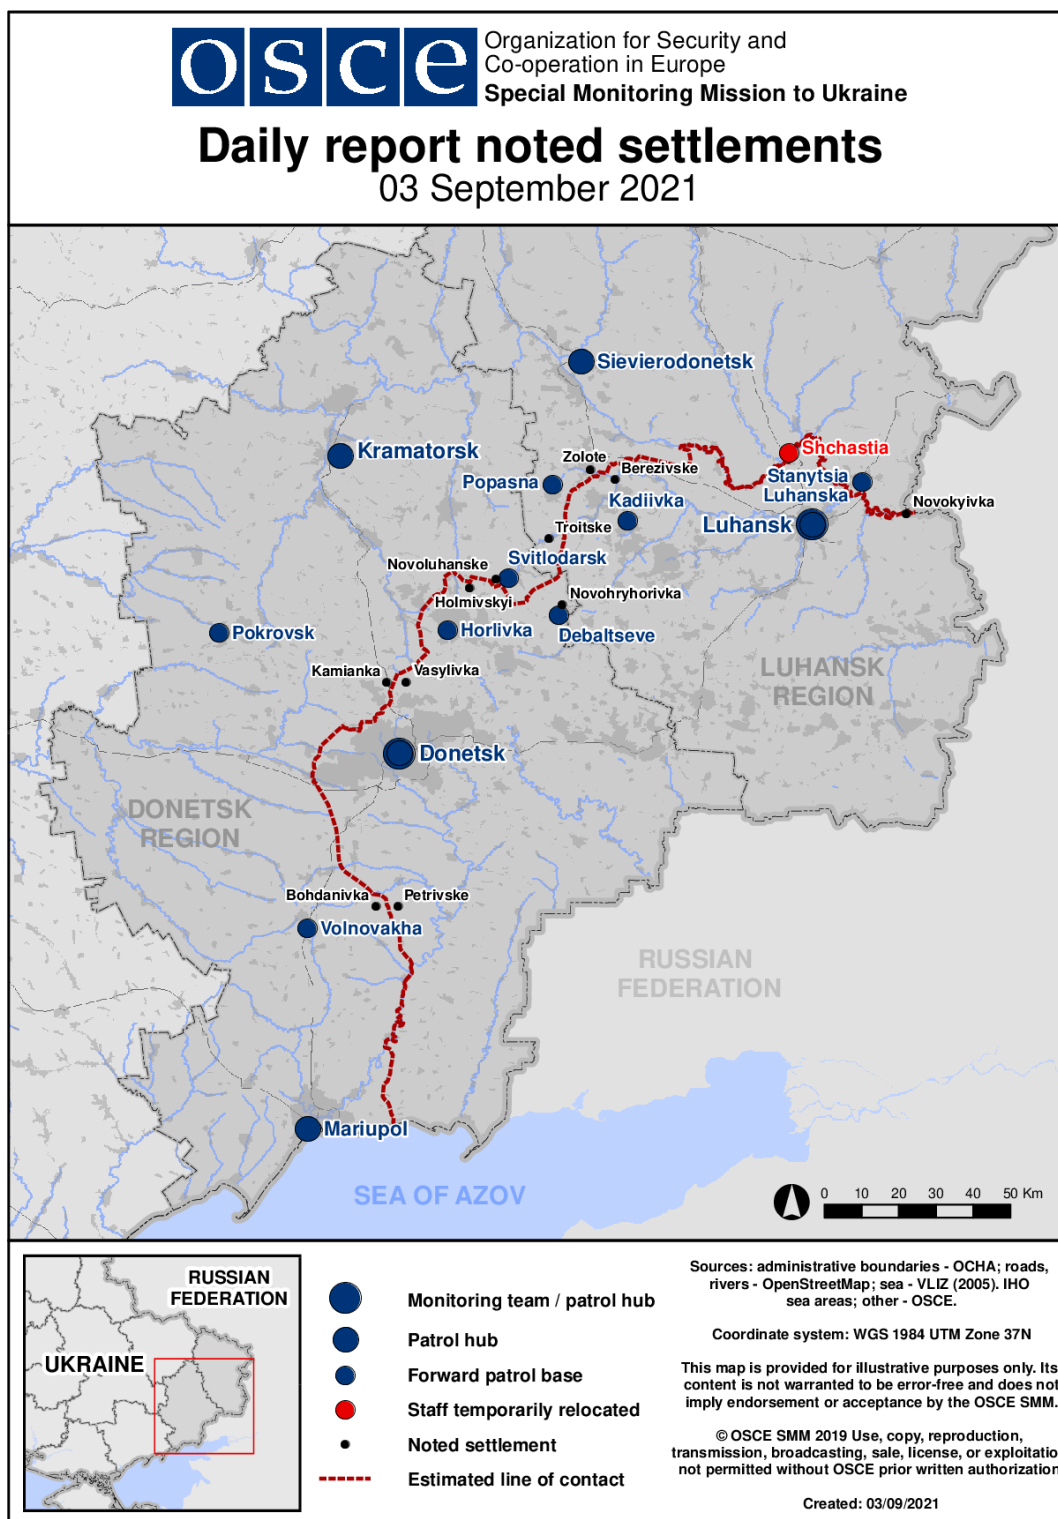 osce
Organization for Security and
Co-operation in Europe
Special Monitoring Mission to Ukraine
Daily report noted settlements
03 September 2021
Sievierodonetsk
Kramatorsk
Shchastia
Zolote
Berezivske
Popasna
Stanytsia
Luhanska
Kadiivka
Novokyivka
Luhansk
Troitske
Svitlodarsk
Novoluhanske
Holmivskyi
Novohryhorivka
Pokrovsk
Horlivka
Debaltseve
Kamianka
Vasylivka
LUHANSK
REGION
Donetsk
DONETSK
REGION
Bohdanivka
Petrivske
Volnovakha
RUSSIAN
FEDERATION
Mariupol
SEA OF AZOV
0 10 20 30 40 50 Km
RUSSIAN
FEDERATION
UKRAINE
Monitoring team / patrol hub
Patrol hub
Forward patrol base
Staff temporarily relocated
Noted settlement
Estimated line of contact
Sources: administrative boundaries - OCHA; roads,
rivers - OpenStreetMap; sea - VLIZ (2005). IHO
sea areas; other - OSCE.
Coordinate system: WGS 1984 UTM Zone 37N
This map is provided for illustrative purposes only. Its
content is not warranted to be error-free and does not
imply endorsement or acceptance by the OSCE SMM.
© OSCE SMM 2019 Use, copy, reproduction,
transmission, broadcasting, sale, license, or exploitatio
not permitted without OSCE prior written authorization
Created: 03/09/2021